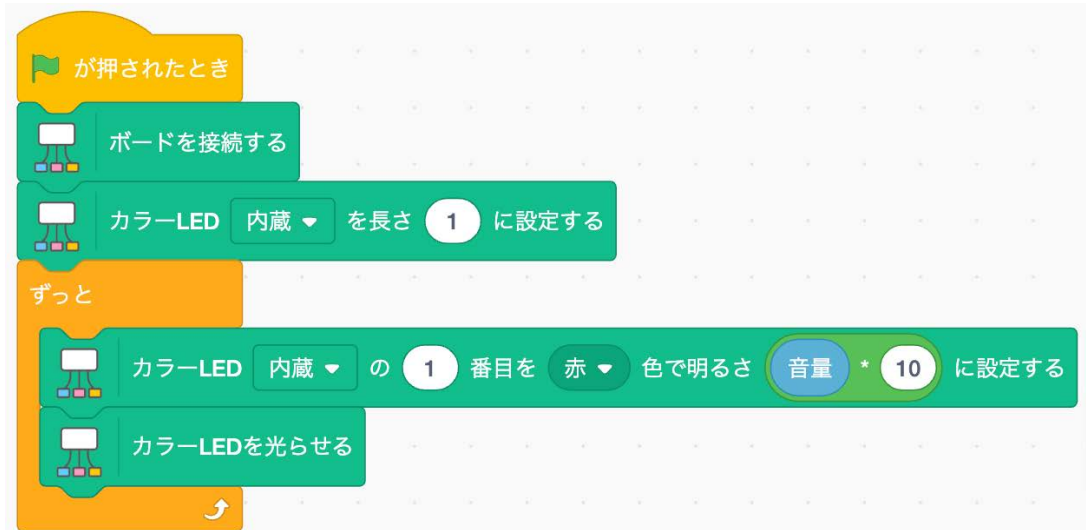 が押されたとき
ボードを接続する
カラーLED 内蔵 を長さ 1 に設定する
ずっと
カラーLED 内蔵 の 1 番目を 赤 色で明るさ 音量 * 10 に設定する
カラーLEDを光らせる